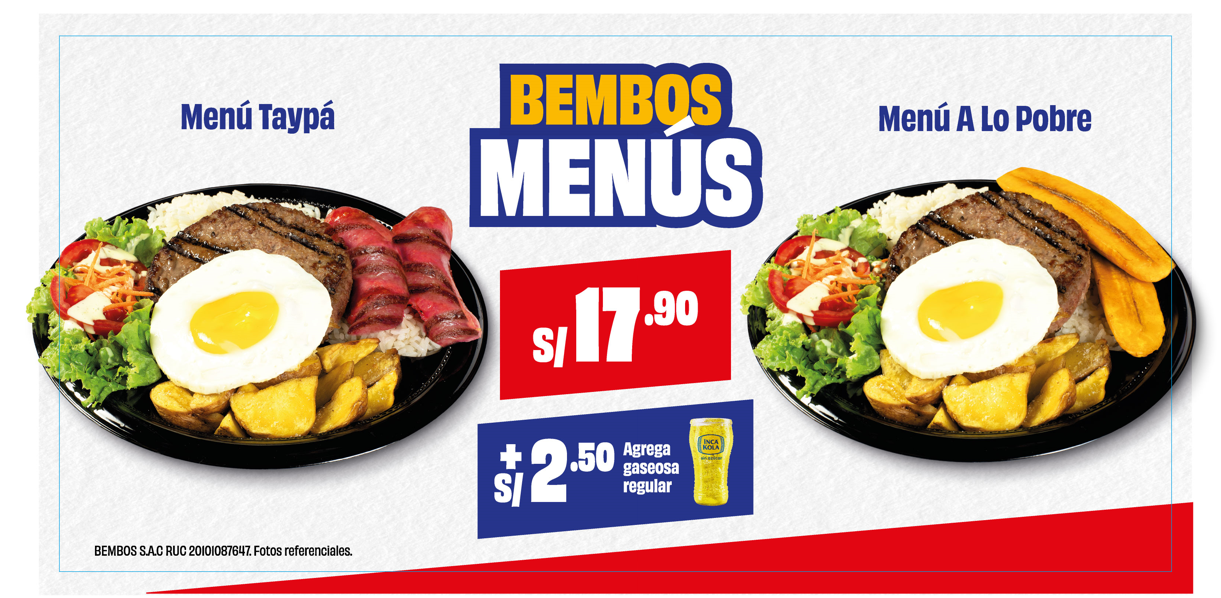 BEMBOS
MENÚS
Menú Taypá
Menú A Lo Pobre
S/17.90
+
S/2.50
Agrega
gaseosa
regular
INCA
KOLA
BEMBOS S.A.C RUC 20101087647. Fotos referenciales.